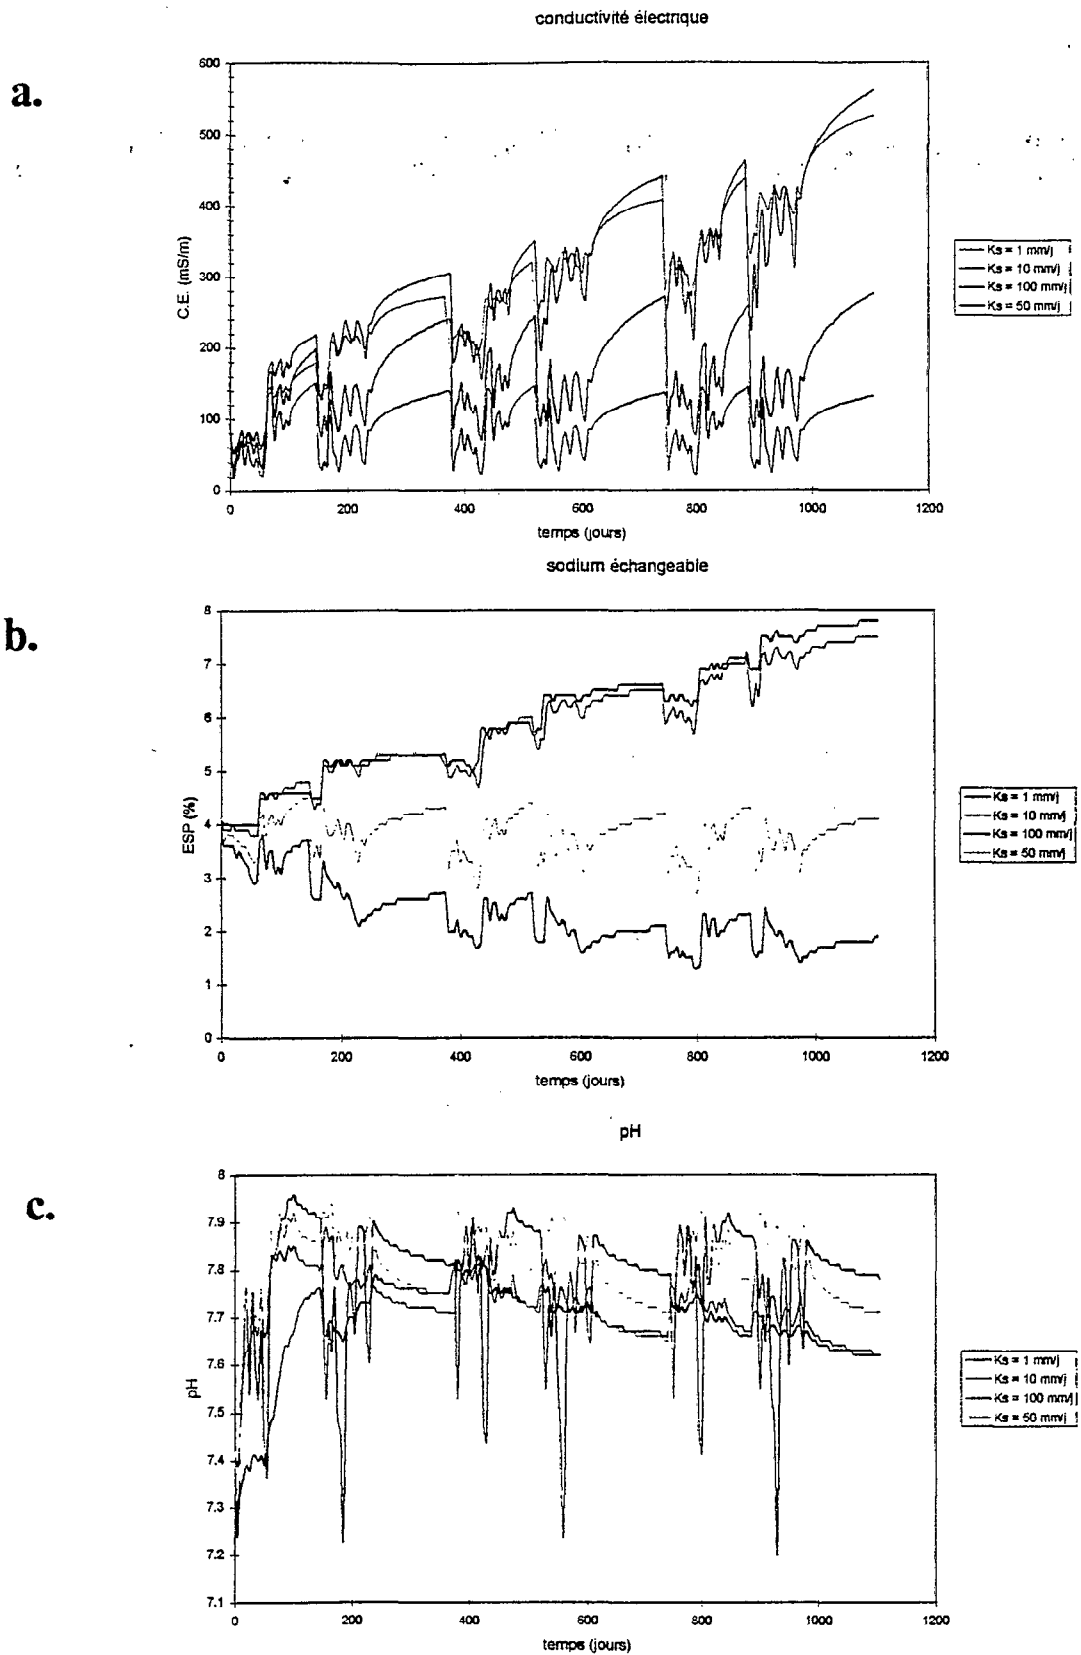 conductivité électrique
a.
600
500
400
300
200
100
0
C.E. (mS/m)
0 200 400 600 800 1000 1200
temps (jours)
Ks = 1 mm/j
Ks = 10 mm/j
Ks = 100 mm/j
Ks = 50 mm/j
sodium échangeable
b.
8
7
6
5
4
3
2
1
0
ESP (%)
0 200 400 600 800 1000 1200
temps (jours)
Ks = 1 mm/j
Ks = 10 mm/j
Ks = 100 mm/j
Ks = 50 mm/j
pH
c.
8
7.9
7.8
7.7
7.6
7.5
7.4
7.3
7.2
7.1
pH
0 200 400 600 800 1000 1200
temps (jours)
Ks = 1 mm/j
Ks = 10 mm/j
Ks = 100 mm/j
Ks = 50 mm/j